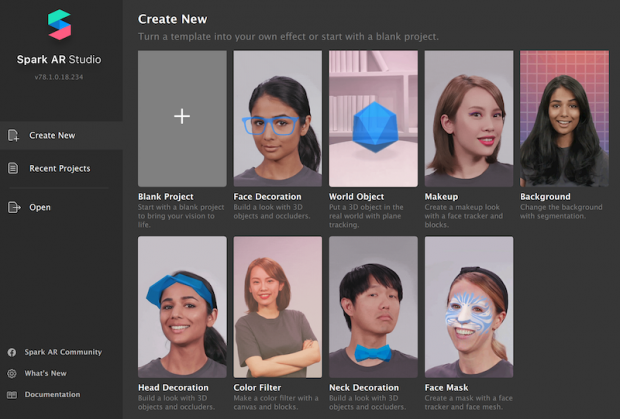 Spark AR Studio
v78.1.0.18.234
Create New
Recent Projects
Open
Spark AR Community
What's New
Documentation
Create New
Turn a template into your own effect or start with a blank project.
Blank Project
Start with a blank project
to bring your vision to
life.
Face Decoration
Build a look with 3D
objects and occluders.
World Object
Put a 3D object in the
real world with plane
tracking.
Makeup
Create a makeup look
with a face tracker and
blocks.
Background
Change the background
with segmentation.
Head Decoration
Build a look with 3D
objects and occluders.
Color Filter
Make a color filter with a
canvas and blocks.
Neck Decoration
Build a look with 3D
objects and occluders.
Face Mask
Create a mask with a face
tracker and face mesh.